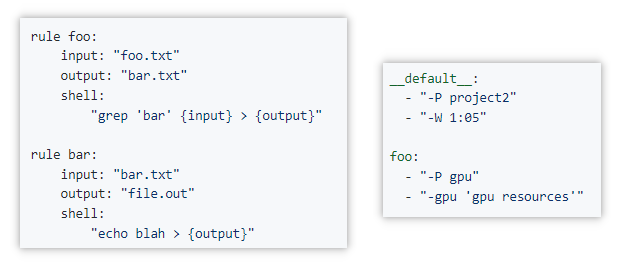 rule foo:
    input: "foo.txt"
    output: "bar.txt"
    shell:
        "grep 'bar' {input} > {output}"

rule bar:
    input: "bar.txt"
    output: "file.out"
    shell:
        "echo blah > {output}"

__default__:
  - "-P project2"
  - "-W 1:05"

foo:
  - "-P gpu"
  - "-gpu 'gpu resources'"